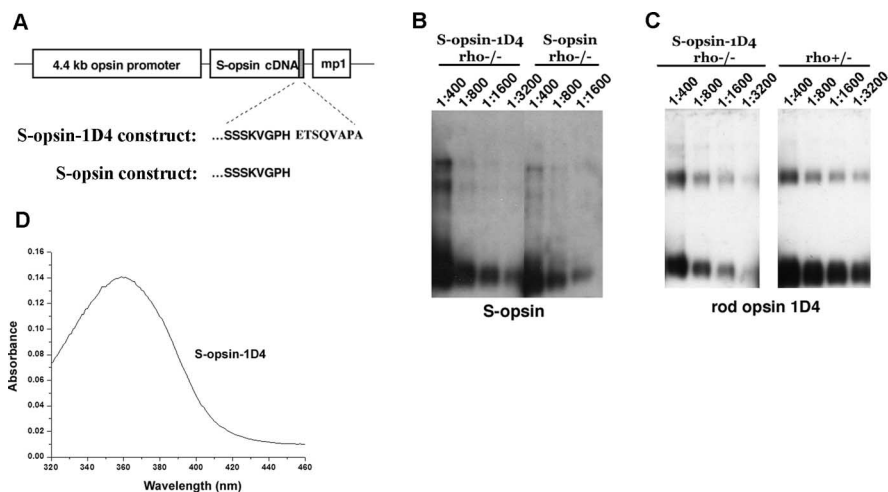 A
4.4 kb opsin promoter
S-opsin cDNA
mp1
S-opsin-1D4 construct:
...SSSKVGPH ETSQVAPA
S-opsin construct:
...SSSKVGPH
B
S-opsin-1D4
rho-/-
S-opsin
rho-/-
1:400 1:800 1:1600 1:3200 1:400 1:800 1:1600
S-opsin
C
S-opsin-1D4
rho-/-
rho+/-
1:400 1:800 1:1600 1:3200
1:400 1:800 1:1600 1:3200
rod opsin 1D4
D
0.16
0.14
0.12
0.10
0.08
0.06
0.04
0.02
0.00
Absorbance
S-opsin-1D4
320 340 360 380 400 420 440 460
Wavelength (nm)